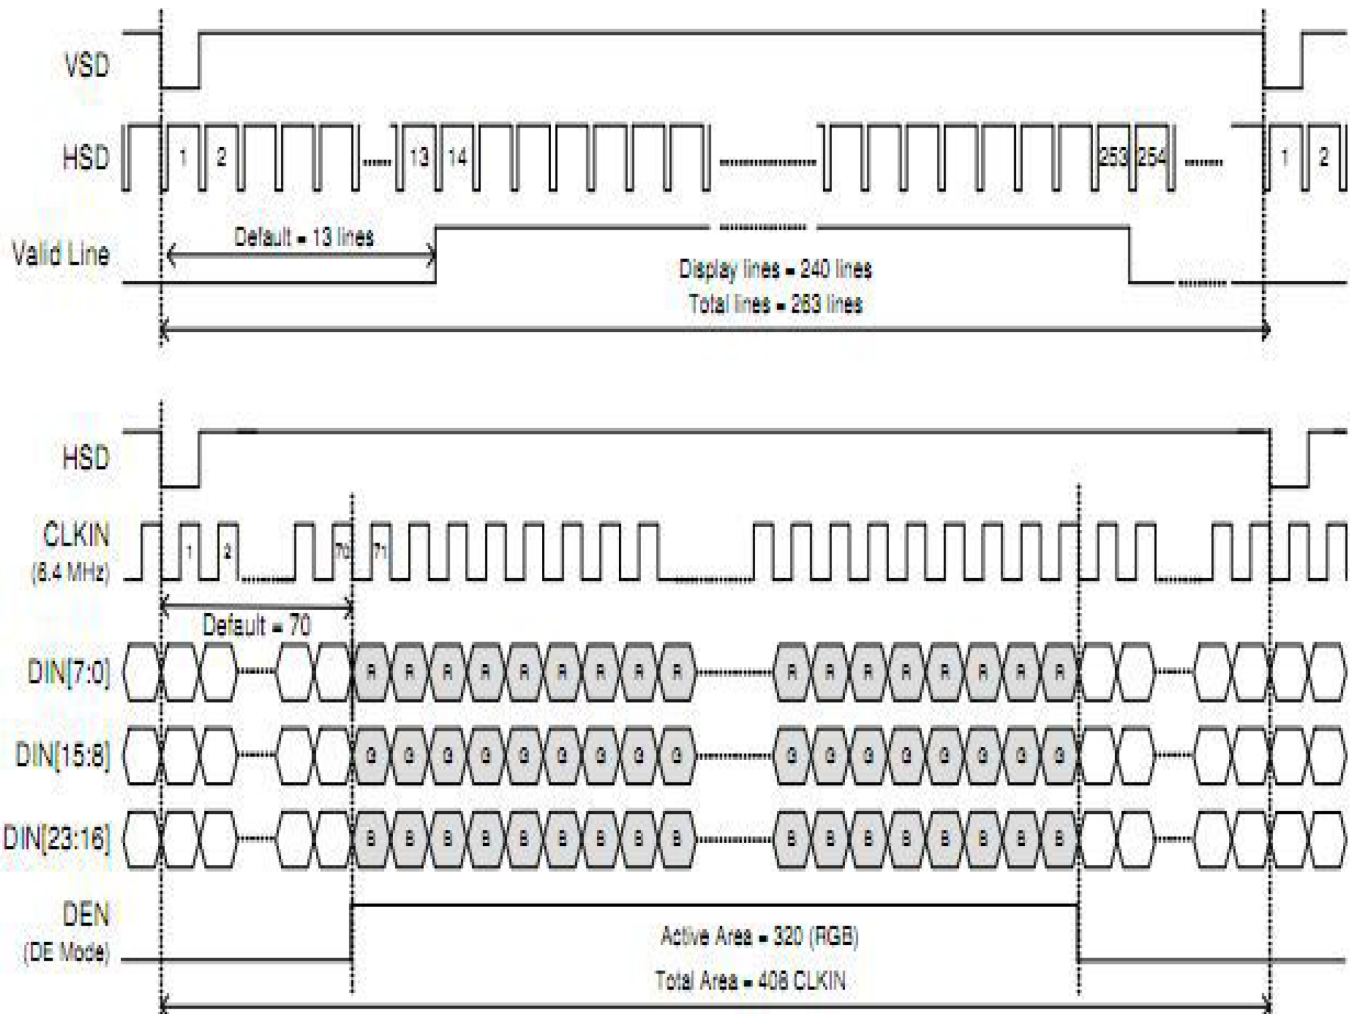 VSD
HSD
1 2 13 14 253 254 1 2
Valid Line
Default = 13 lines
Display lines = 240 lines
Total lines = 263 lines
HSD
CLKIN
(6.4 MHz)
1 2 70 71
Default = 70
DIN[7:0]
R R R R R R R R R R R R R R R R R
DIN[15:8]
G G G G G G G G G G G G G G G G G
DIN[23:16]
B B B B B B B B B B B B B B B B B
DEN
(DE Mode)
Active Area = 320 (RGB)
Total Area = 408 CLKIN